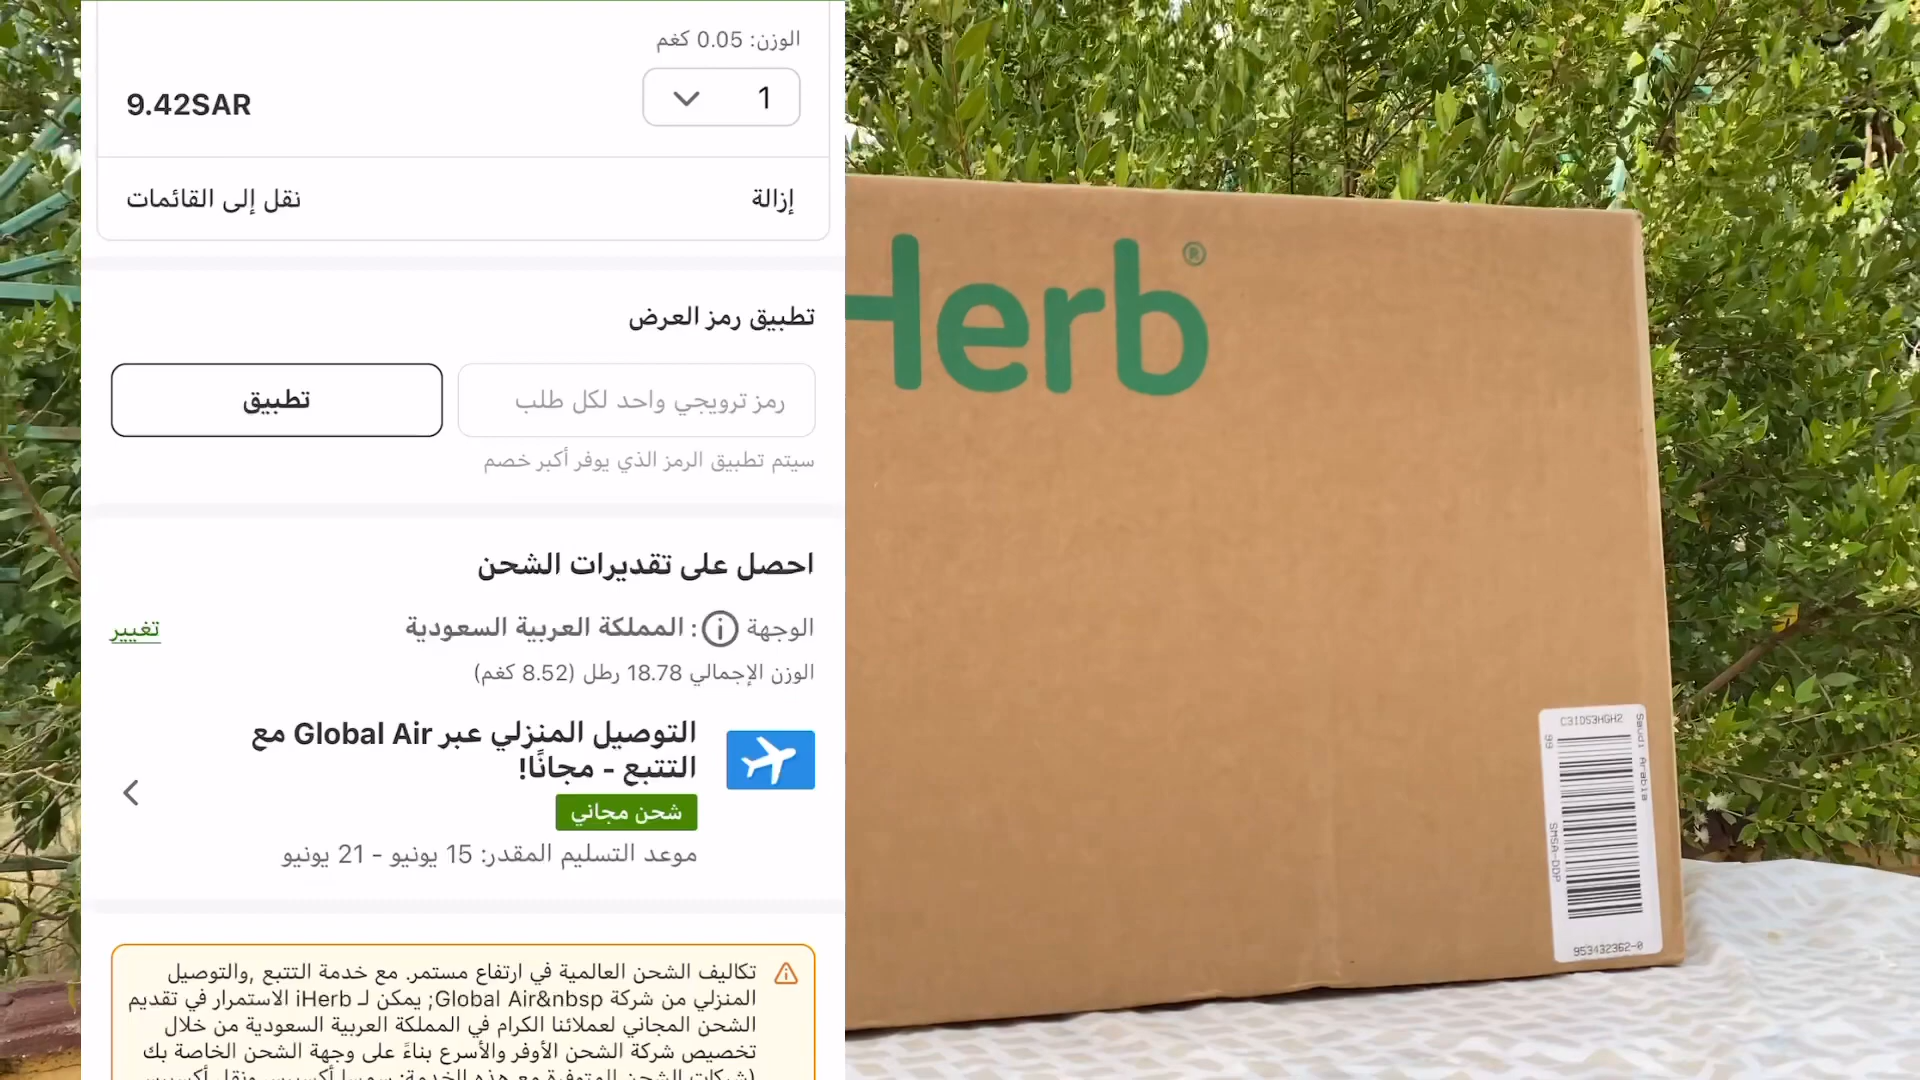 الوزن: 0.05 كغم
1
9.42SAR
إزالة
نقل إلى القائمات
تطبيق رمز العرض
رمز ترويجي واحد لكل طلب
تطبيق
سيتم تطبيق الرمز الذي يوفر أكبر خصم
احصل على تقديرات الشحن
الوجهة : المملكة العربية السعودية
تغيير
الوزن الإجمالي 18.78 رطل (8.52 كغم)
التوصيل المنزلي عبر Global Air مع
التتبع - مجانًا!
شحن مجاني
موعد التسليم المقدر: 15 يونيو - 21 يونيو
تكاليف الشحن العالمية في ارتفاع مستمر. مع خدمة التتبع ,والتوصيل
المنزلي من شركة Global Air&nbsp; يمكن لـ iHerb الاستمرار في تقديم
الشحن المجاني لعملائنا الكرام في المملكة العربية السعودية من خلال
تخصيص شركة الشحن الأوفر والأسرع بناءً على وجهة الشحن الخاصة بك
Herb®
C3IDS3HGH2
Saudi Arabia
99
SMSA-DDP
953432362-0